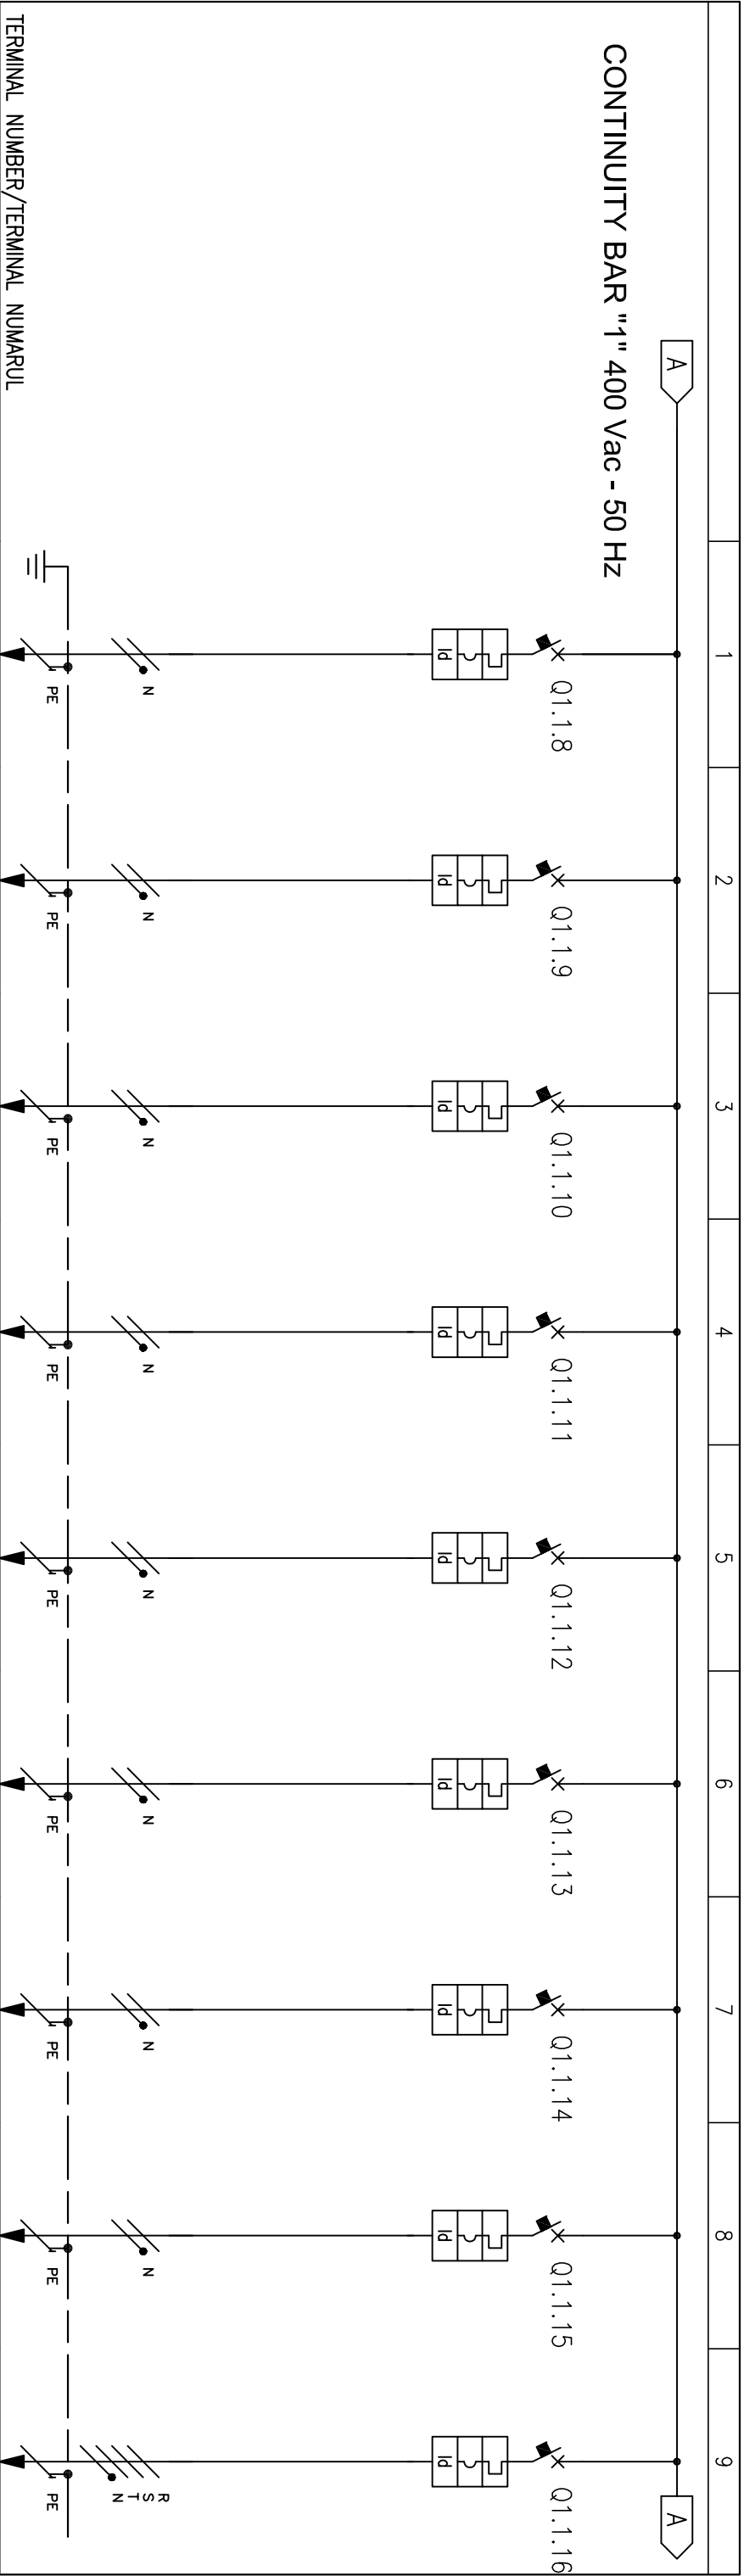 1 2 3 4 5 6 7 8 9
A A
CONTINUITY BAR "1" 400 Vac - 50 Hz
Q1.1.8 Q1.1.9 Q1.1.10 Q1.1.11 Q1.1.12 Q1.1.13 Q1.1.14 Q1.1.15 Q1.1.16
Id Id Id Id Id Id Id Id Id
R
S
T
N N N N N N N N N
PE PE PE PE PE PE PE PE PE
TERMINAL NUMBER/TERMINAL NUMARUL